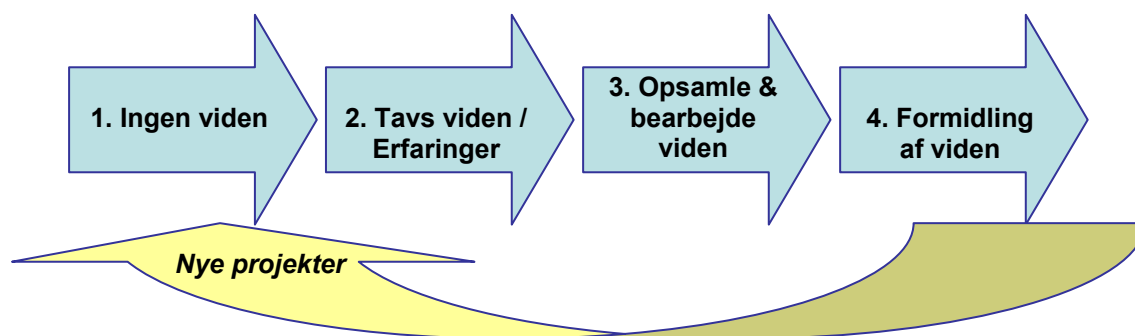 1. Ingen viden
2. Tavs viden /
Erfaringer
3. Opsamle &
bearbejde
viden
4. Formidling
af viden
Nye projekter